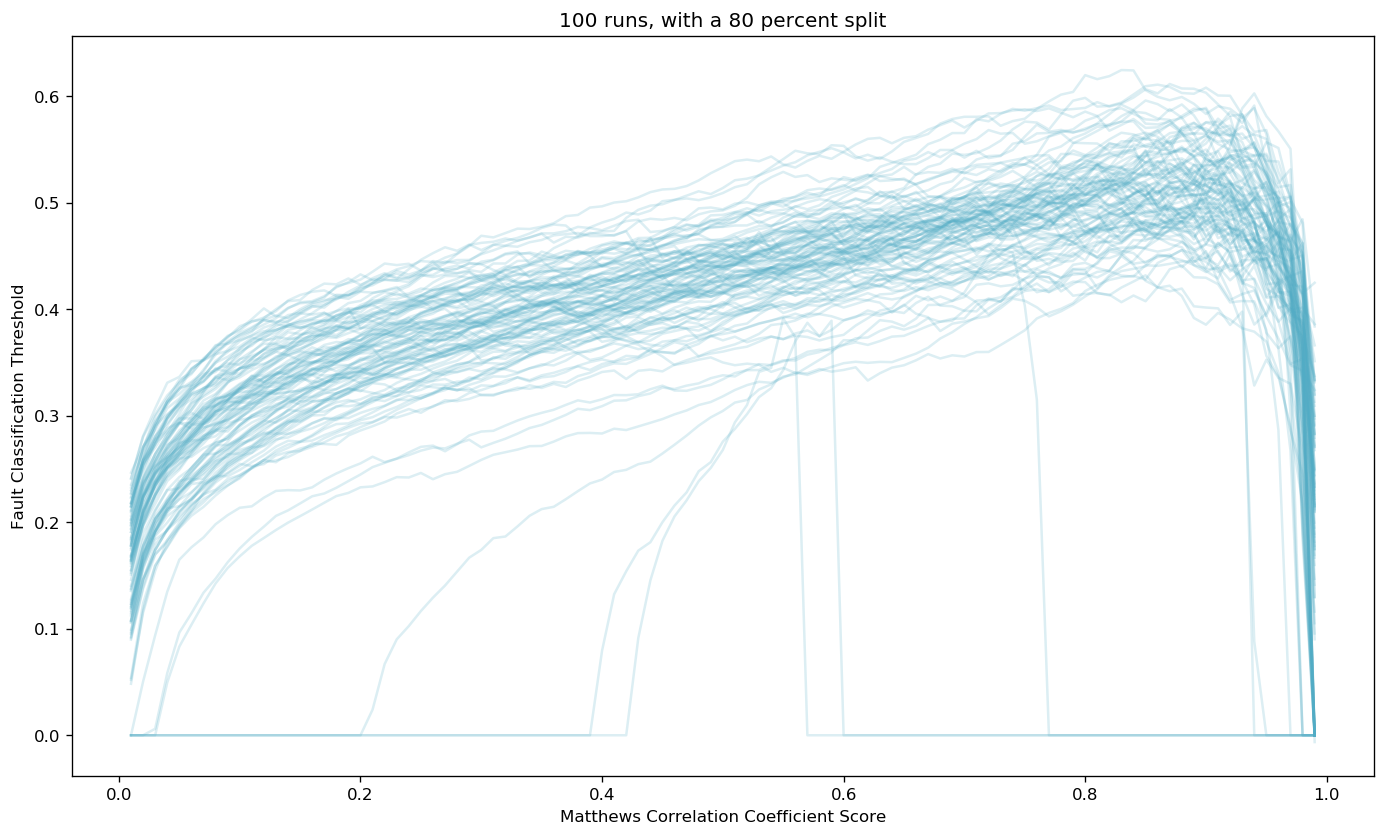 100 runs, with a 80 percent split
Fault Classification Threshold
0.6
0.5
0.4
0.3
0.2
0.1
0.0
0.0 0.2 0.4 0.6 0.8 1.0
Matthews Correlation Coefficient Score